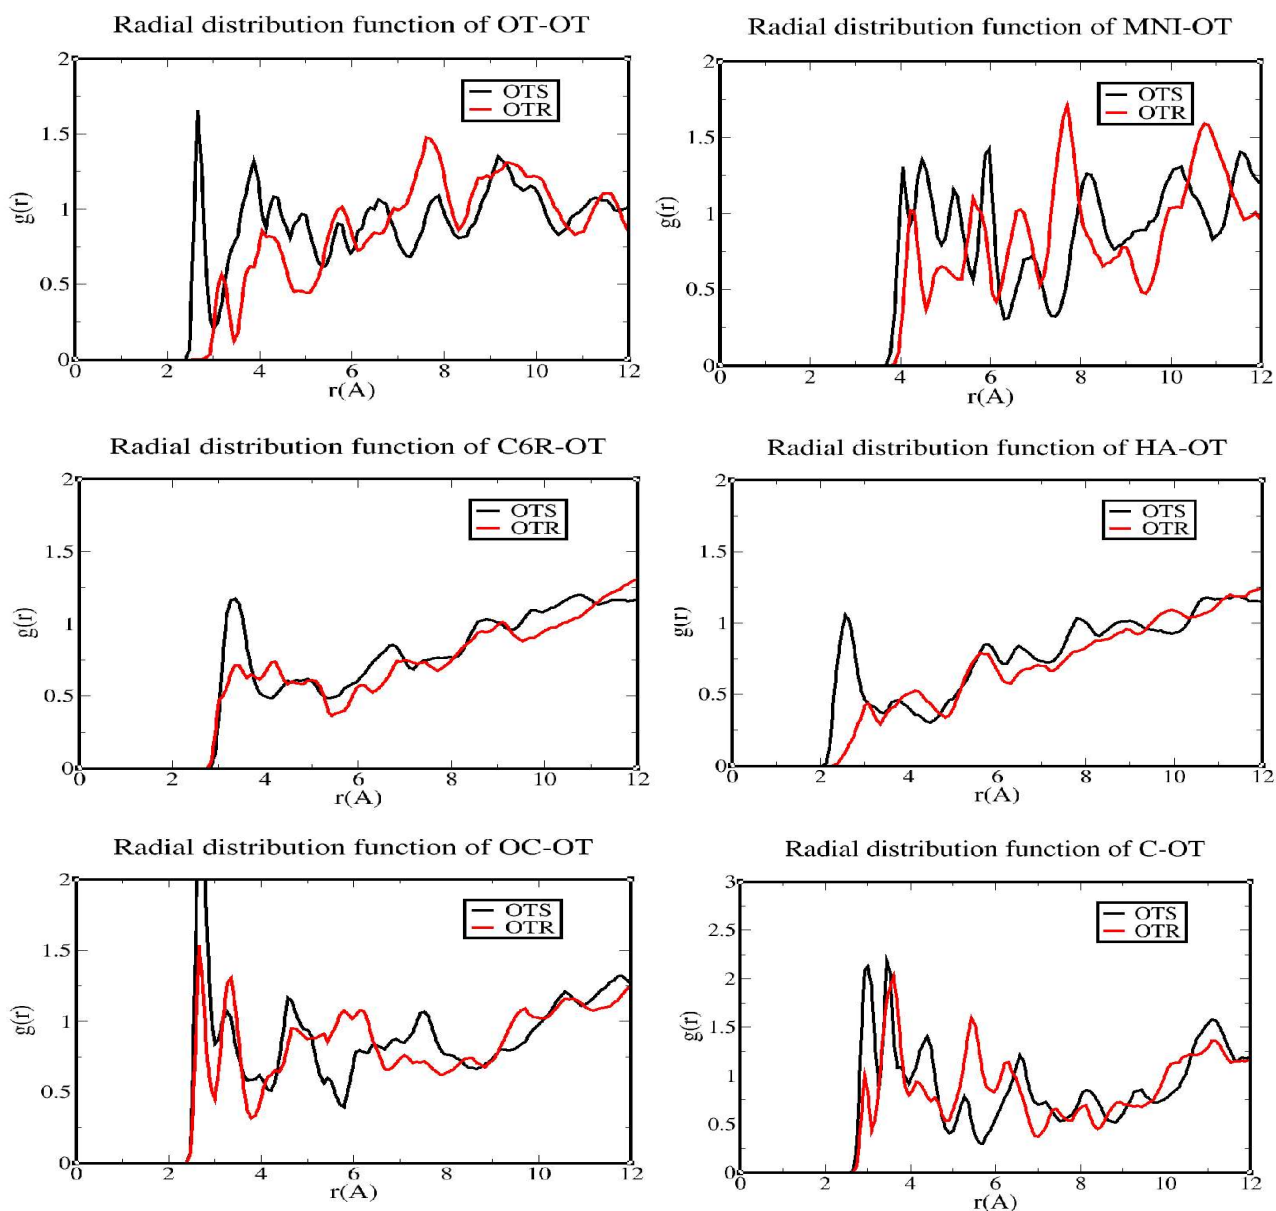 Radial distribution function of OT-OT
2
1.5
1
0.5
0
g(r)
OTS
OTR
0 2 4 6 8 10 12
r(A)
Radial distribution function of MNI-OT
2
1.5
1
0.5
0
g(r)
OTS
OTR
0 2 4 6 8 10 12
r(A)
Radial distribution function of C6R-OT
2
1.5
1
0.5
0
g(r)
OTS
OTR
0 2 4 6 8 10 12
r(A)
Radial distribution function of HA-OT
2
1.5
1
0.5
0
g(r)
OTS
OTR
0 2 4 6 8 10 12
r(A)
Radial distribution function of OC-OT
2
1.5
1
0.5
0
g(r)
OTS
OTR
0 2 4 6 8 10 12
r(A)
Radial distribution function of C-OT
3
2.5
2
1.5
1
0.5
0
g(r)
OTS
OTR
0 2 4 6 8 10 12
r(A)